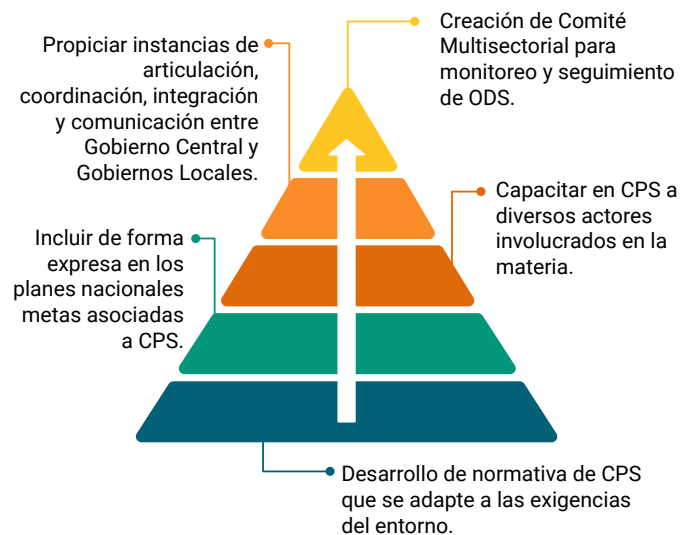 Creación de Comité
Multisectorial para
monitoreo y seguimiento
de ODS.
Propiciar instancias de
articulación,
coordinación, integración
y comunicación entre
Gobierno Central y
Gobiernos Locales.
Capacitar en CPS a
diversos actores
involucrados en la
materia.
Incluir de forma
expresa en los
planes nacionales
metas asociadas
a CPS.
Desarrollo de normativa de CPS
que se adapte a las exigencias
del entorno.